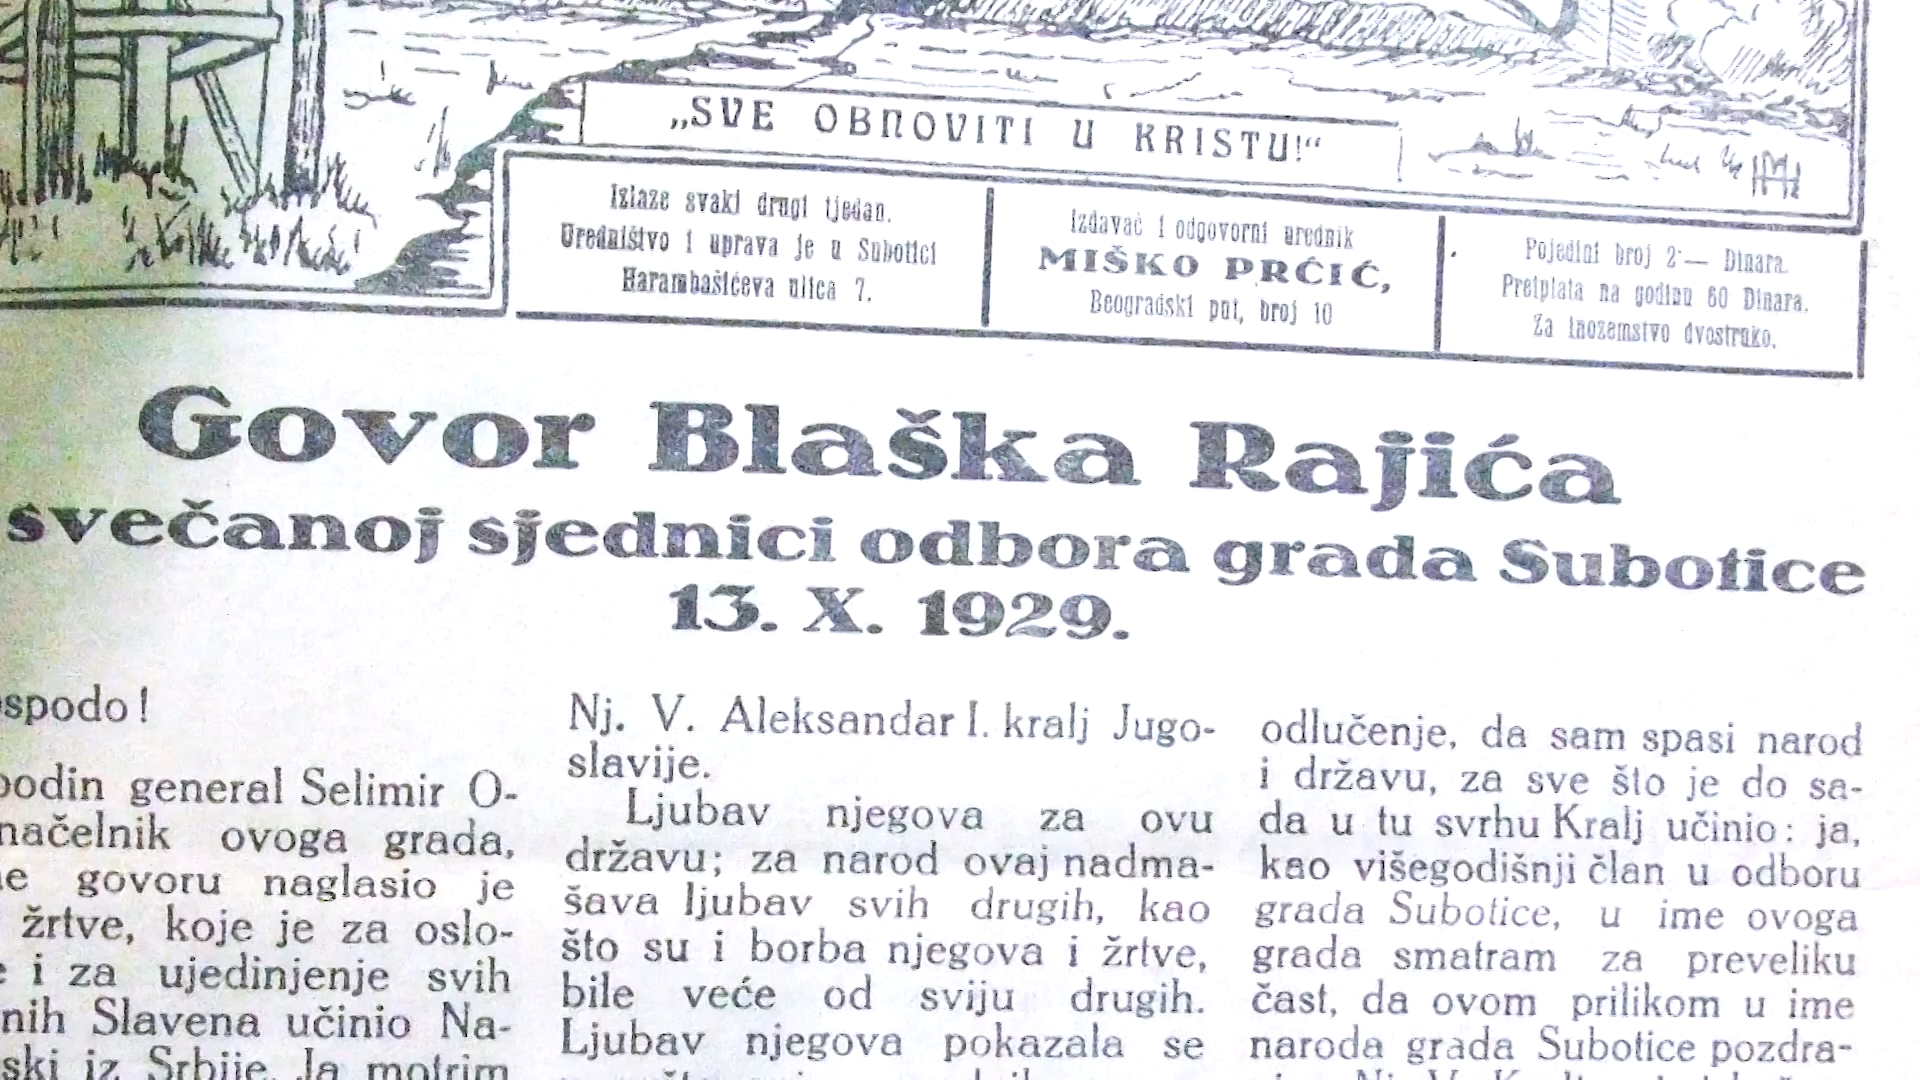 „SVE OBNOVITI U KRISTU!“
Izlaze svaki drugi tjedan.
Uredništvo i uprava je u Subotici
Harambašićeva ulica 7.
Izdavač i odgovorni urednik
MIŠKO PRĆIĆ,
Beogradski put, broj 10
Pojedini broj 2·— Dinara.
Pretplata na godinu 60 Dinara.
Za inozemstvo dvostruko.
Govor Blaška Rajića
svečanoj sjednici odbora grada Subotice
13. X. 1929.
spodo!
podin general Selimir O-
načelnik ovoga grada,
ne govoru naglasio je
žrtve, koje je za oslo-
e i za ujedinjenje svih
nih Slavena učinio Na-
ski iz Srbije. Ja motrim
Nj. V. Aleksandar I. kralj Jugo-
slavije.
Ljubav njegova za ovu
državu; za narod ovaj nadma-
šava ljubav svih drugih, kao
što su i borba njegova i žrtve,
bile veće od sviju drugih.
Ljubav njegova pokazala se
odlučenje, da sam spasi narod
i državu, za sve što je do sa-
da u tu svrhu Kralj učinio: ja,
kao višegodišnji član u odboru
grada Subotice, u ime ovoga
grada smatram za preveliku
čast, da ovom prilikom u ime
naroda grada Subotice pozdra-